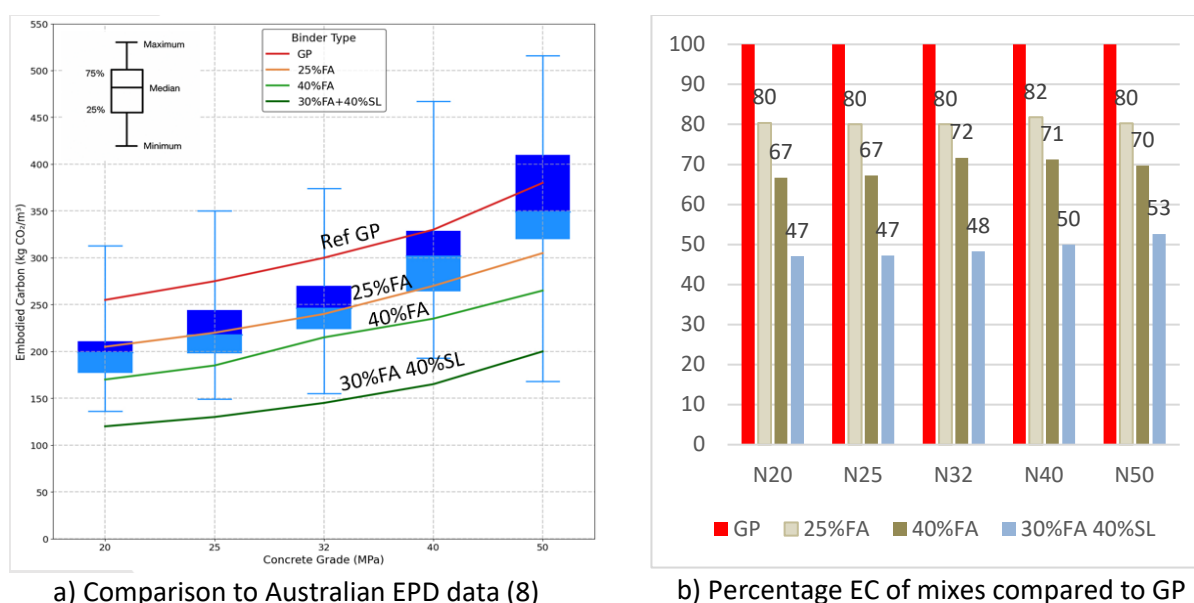 550
500
450
400
350
300
250
200
150
100
50
0
Embodied Carbon (kg CO₂/m³)
Maximum
75%
Median
25%
Minimum
Binder Type
GP
25%FA
40%FA
30%FA+40%SL
Ref GP
25%FA
40%FA
30%FA 40%SL
20 25 32 40 50
Concrete Grade (MPa)
a) Comparison to Australian EPD data (8)
100
90
80
70
60
50
40
30
20
10
0
80 80 80 82 80
67 67 72 71 70
47 47 48 50 53
N20 N25 N32 N40 N50
GP 25%FA 40%FA 30%FA 40%SL
b) Percentage EC of mixes compared to GP